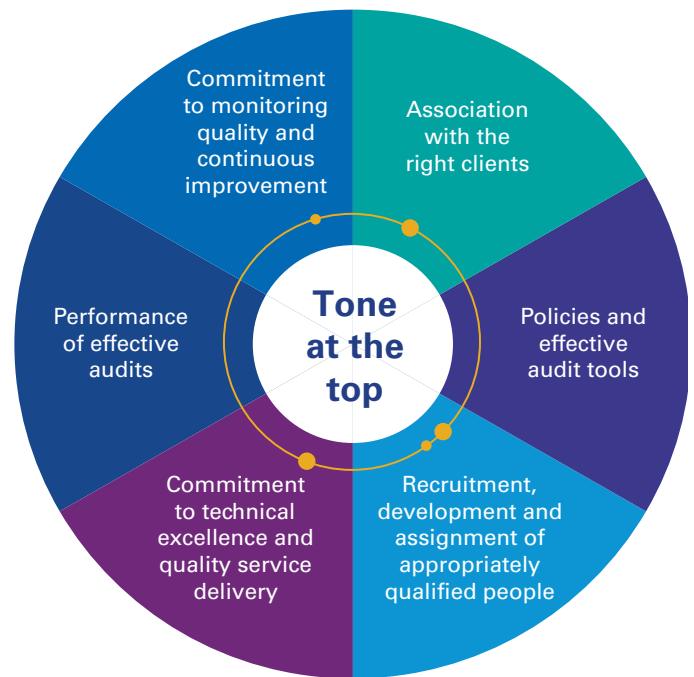 Commitment
to monitoring
quality and
continuous
improvement
Association
with the
right clients
Performance
of effective
audits
Tone
at the
top
Policies and
effective
audit tools
Commitment
to technical
excellence and
quality service
delivery
Recruitment,
development and
assignment of
appropriately
qualified people